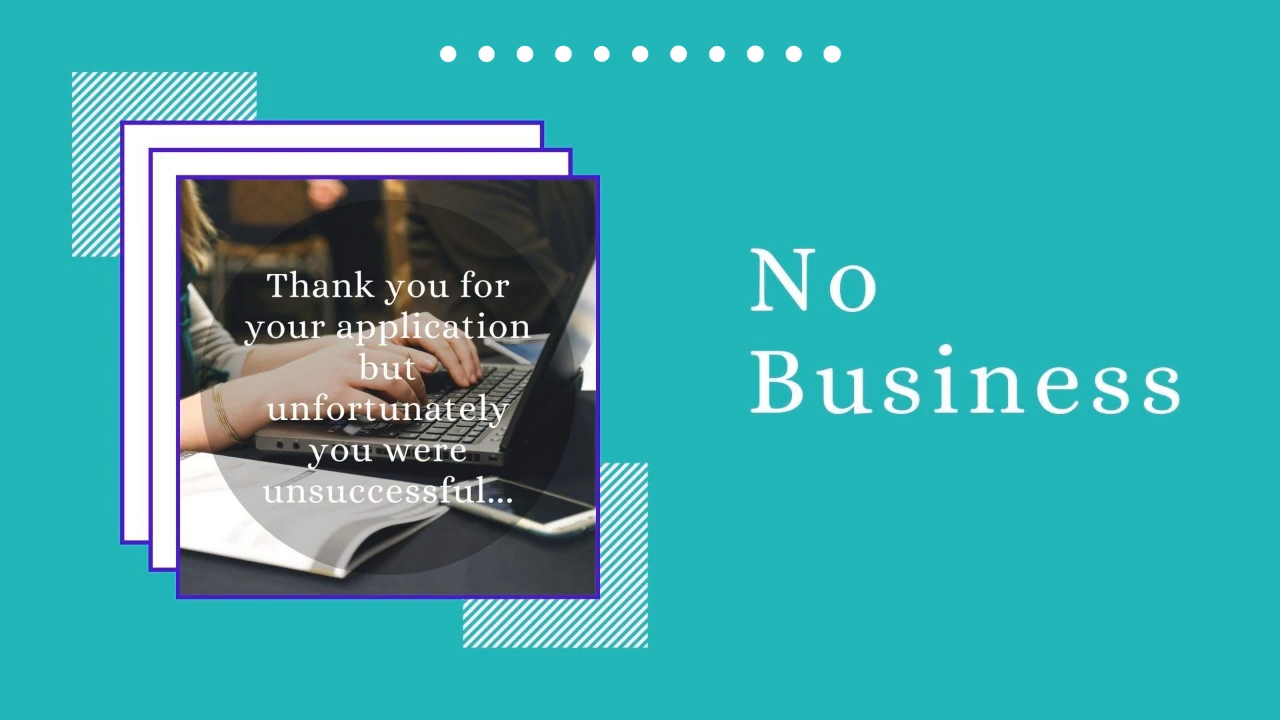 Thank you for
your application
but
unfortunately
you were
unsuccessful...
No
Business